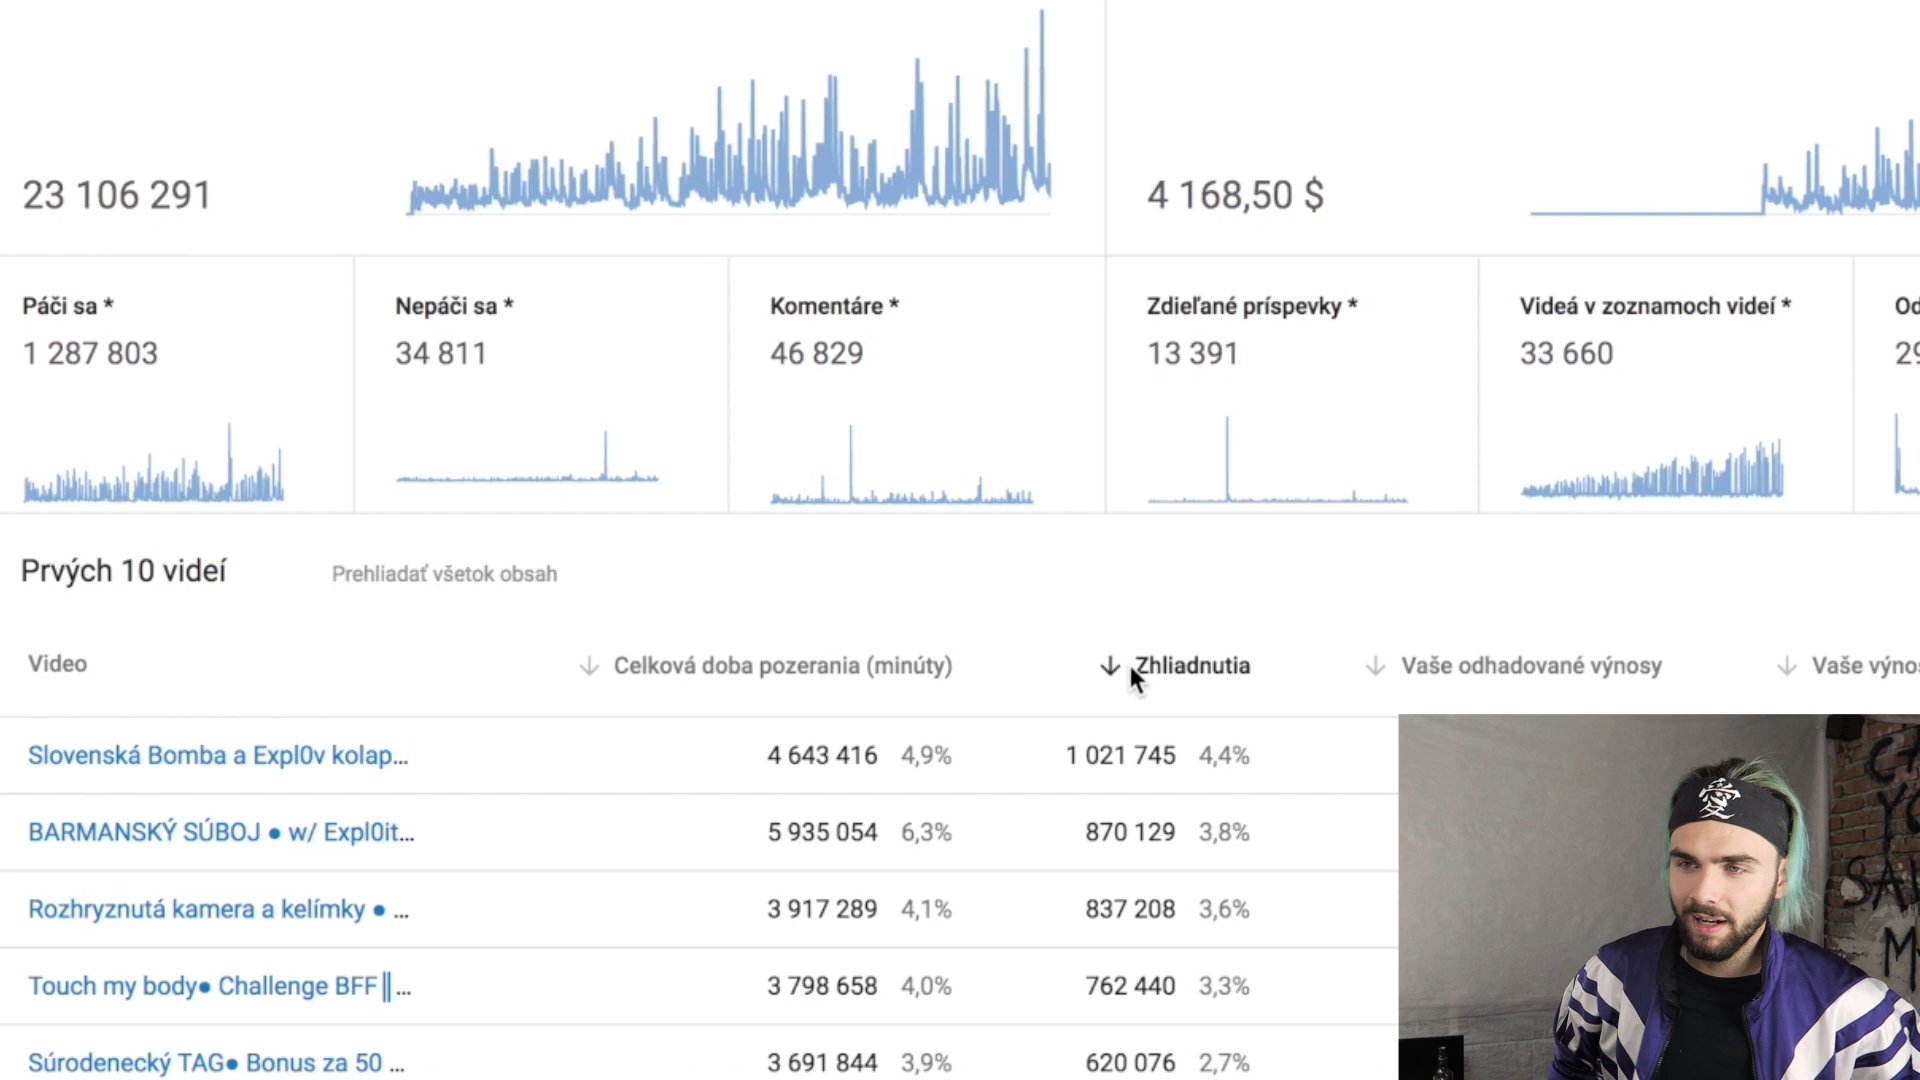 23 106 291
4 168,50 $
Páči sa *
1 287 803
Nepáči sa *
34 811
Komentáre *
46 829
Zdieľané príspevky *
13 391
Videá v zoznamoch videí *
33 660
Od
29
Prvých 10 videí
Prehliadať všetok obsah
Video
Celková doba pozerania (minúty)
Zhliadnutia
Vaše odhadované výnosy
Vaše výnos
Slovenská Bomba a Expl0v kolap…
4 643 416 4,9%
1 021 745 4,4%
BARMANSKÝ SÚBOJ ● w/ Expl0it…
5 935 054 6,3%
870 129 3,8%
Rozhryznutá kamera a kelímky ● …
3 917 289 4,1%
837 208 3,6%
Touch my body● Challenge BFF║…
3 798 658 4,0%
762 440 3,3%
Súrodenecký TAG● Bonus za 50 …
3 691 844 3,9%
620 076 2,7%
愛